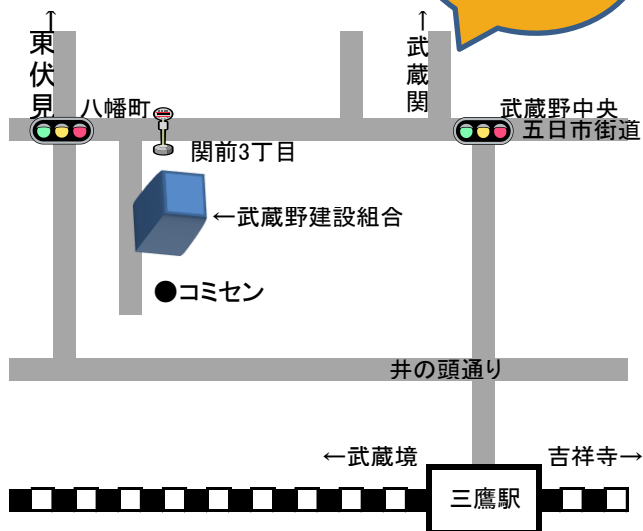 ↑
東伏見
↑
武蔵関
八幡町
武蔵野中央
五日市街道
関前3丁目
←武蔵野建設組合
●コミセン
井の頭通り
←武蔵境
吉祥寺→
三鷹駅